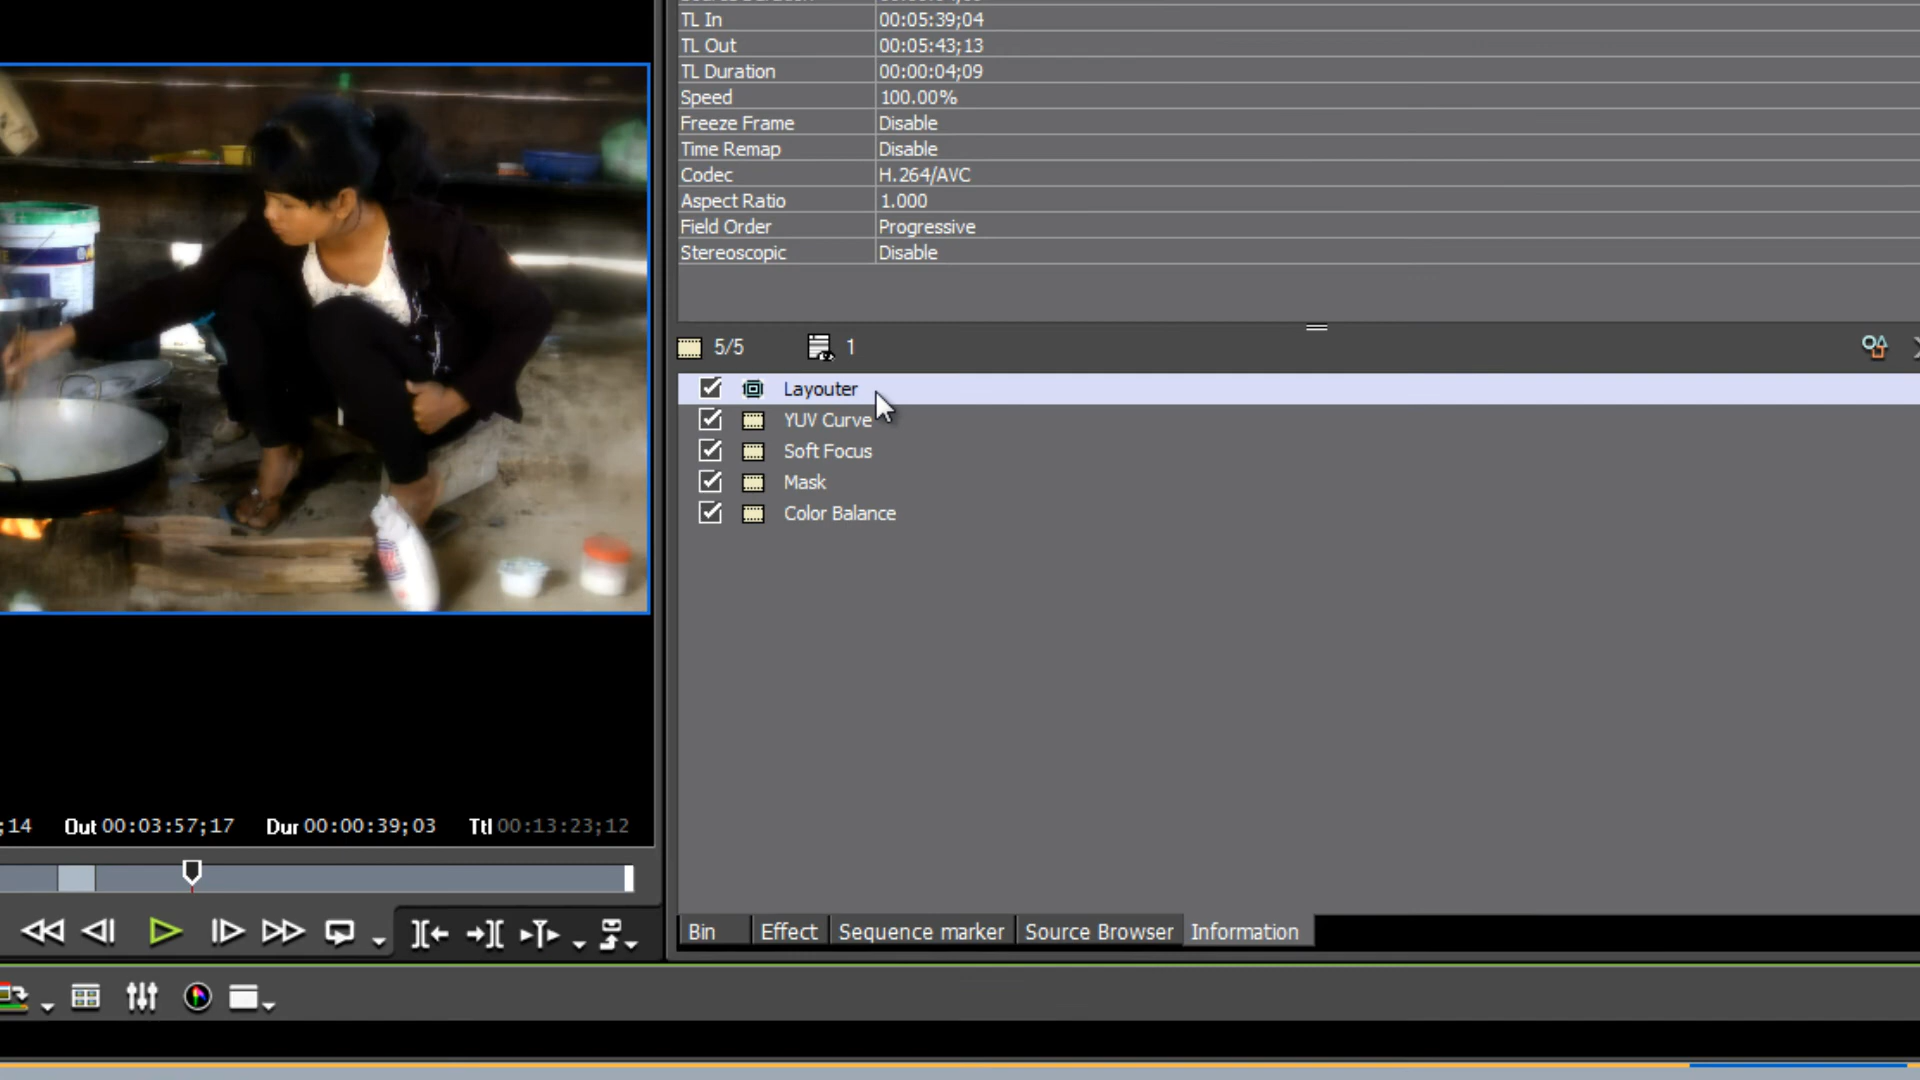 TL In 00:05:39;04
TL Out 00:05:43;13
TL Duration 00:00:04;09
Speed 100.00%
Freeze Frame Disable
Time Remap Disable
Codec H.264/AVC
Aspect Ratio 1.000
Field Order Progressive
Stereoscopic Disable
5/5 1
Layouter
YUV Curve
Soft Focus
Mask
Color Balance
;14 Out 00:03:57;17 Dur 00:00:39;03 Ttl 00:13:23;12
Bin Effect Sequence marker Source Browser Information